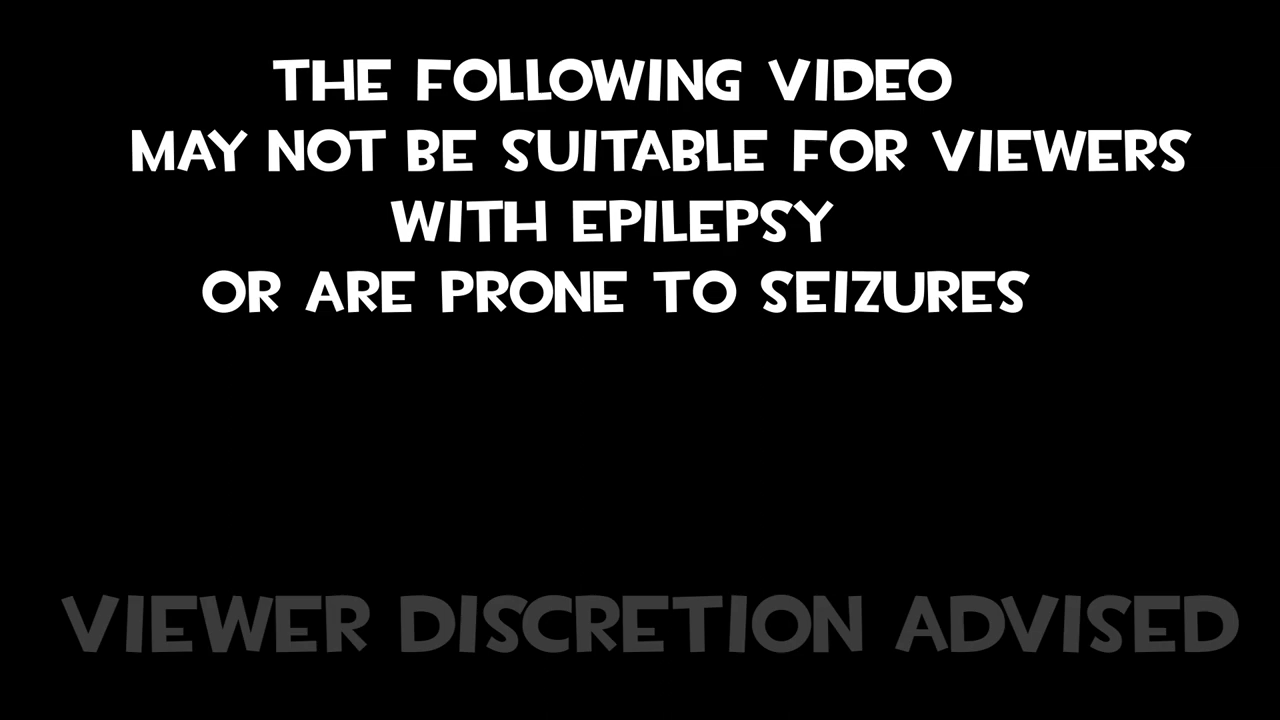 THE FOLLOWING VIDEO
MAY NOT BE SUITABLE FOR VIEWERS
WITH EPILEPSY
OR ARE PRONE TO SEIZURES
VIEWER DISCRETION ADVISED